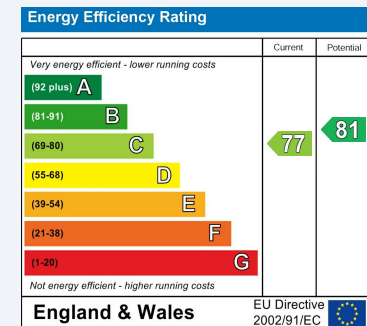 Energy Efficiency Rating
Current Potential
Very energy efficient - lower running costs
(92 plus) A
(81-91) B
(69-80) C
(55-68) D
(39-54) E
(21-38) F
(1-20) G
77
81
Not energy efficient - higher running costs
England & Wales
EU Directive
2002/91/EC